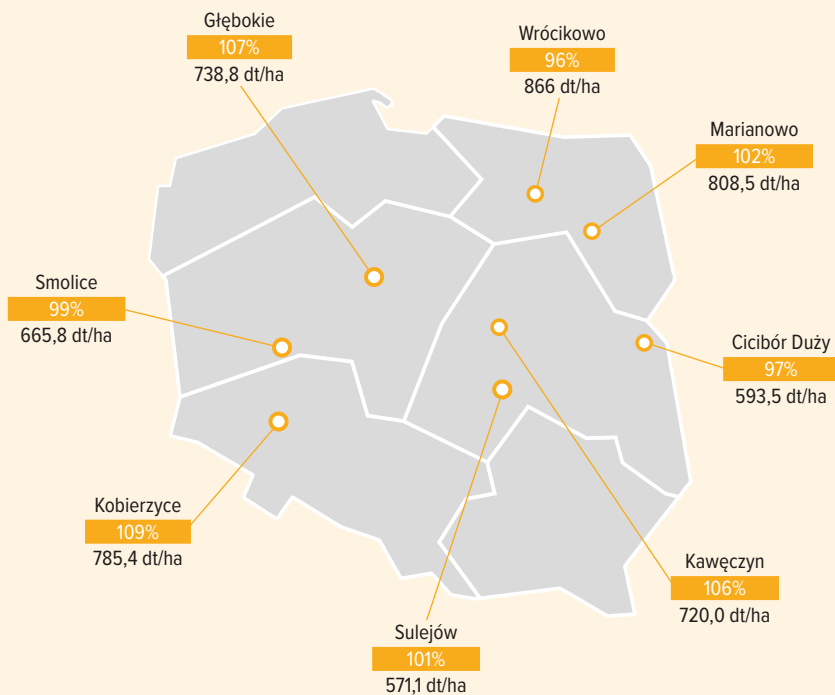 Głębokie
107%
738,8 dt/ha
Wrócikowo
96%
866 dt/ha
Marianowo
102%
808,5 dt/ha
Smolice
99%
665,8 dt/ha
Cicibór Duży
97%
593,5 dt/ha
Kobierzyce
109%
785,4 dt/ha
Kawęczyn
106%
720,0 dt/ha
Sulejów
101%
571,1 dt/ha